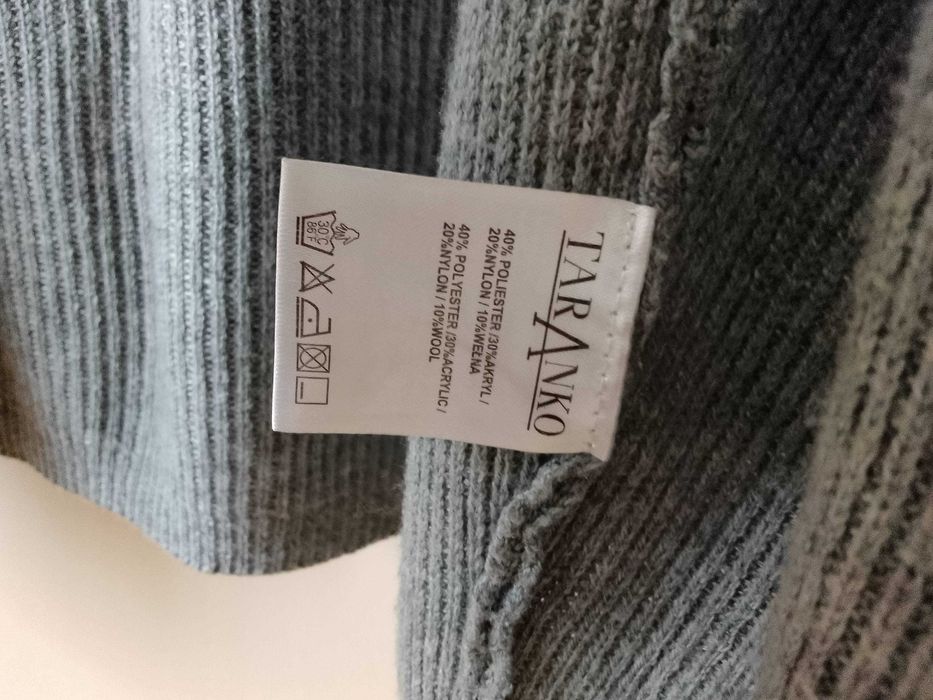 TARANKO
40% POLIESTER /30%AKRYL /
20%NYLON / 10%WEŁNA
40% POLYESTER /30%ACRYLIC /
20%NYLON / 10%WOOL
30°C
86°F